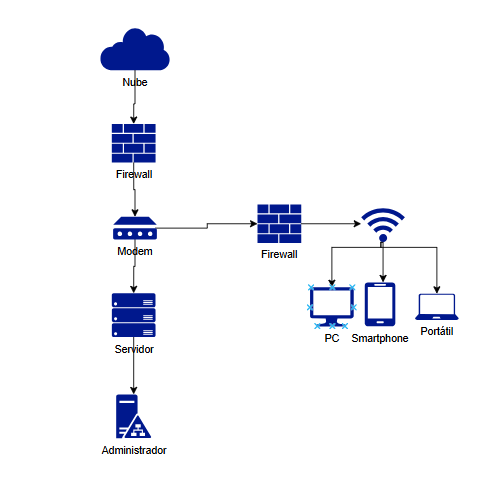 Nube
Firewall
Modem
Firewall
Servidor
PC
Smartphone
Portátil
Administrador